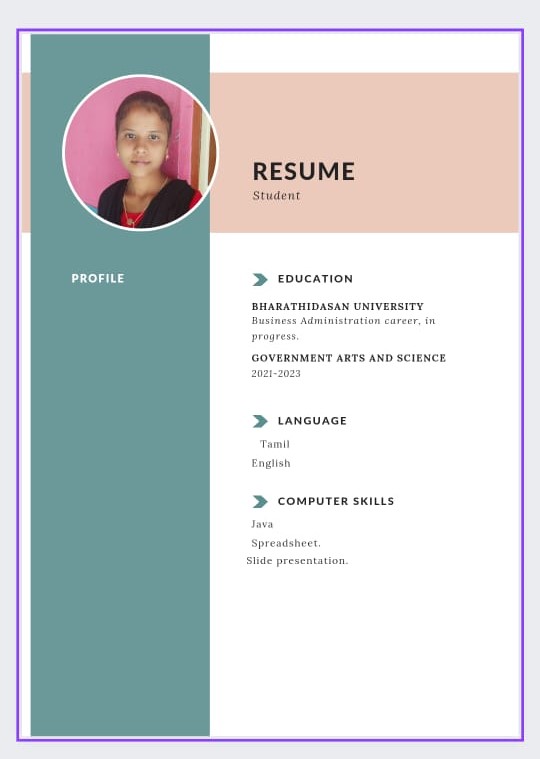 RESUME
Student
PROFILE
EDUCATION
BHARATHIDASAN UNIVERSITY
Business Administration career, in
progress.
GOVERNMENT ARTS AND SCIENCE
2021-2023
LANGUAGE
Tamil
English
COMPUTER SKILLS
Java
Spreadsheet.
Slide presentation.